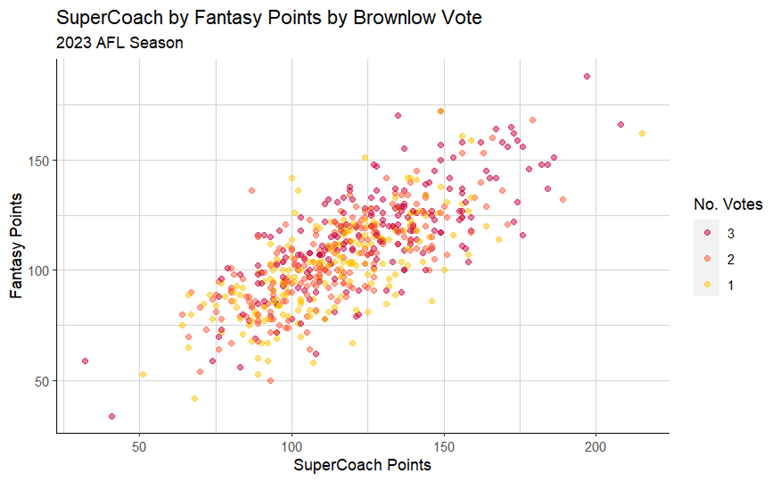 SuperCoach by Fantasy Points by Brownlow Vote
2023 AFL Season
Fantasy Points
150
100
50
50
100
150
200
SuperCoach Points
No. Votes
3
2
1